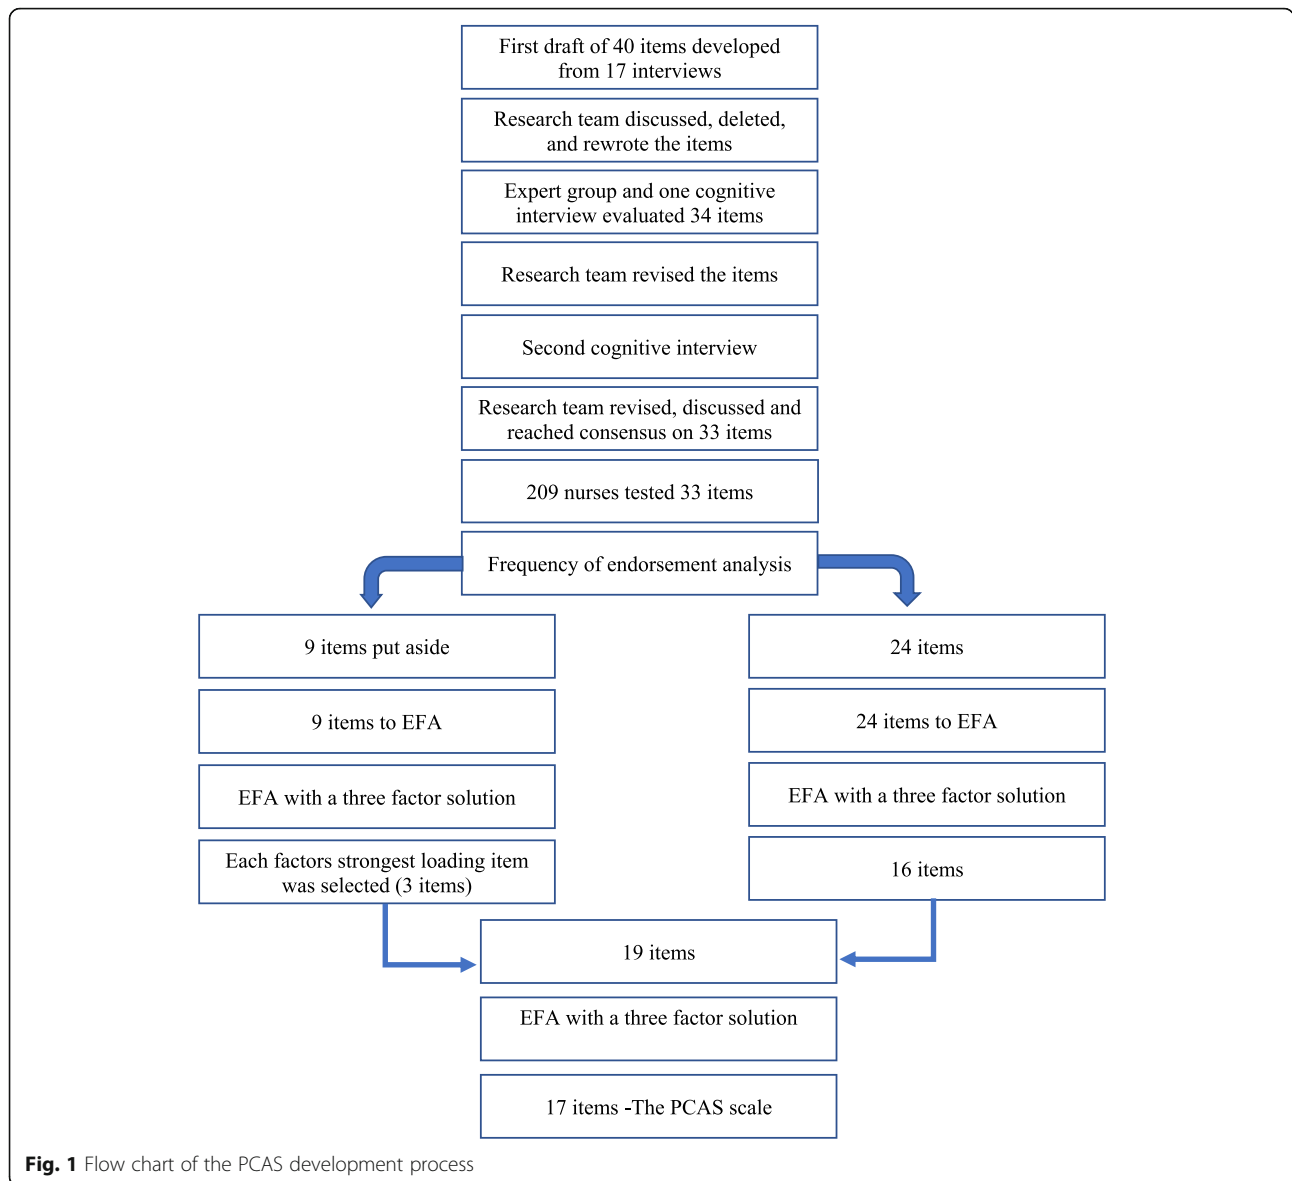 First draft of 40 items developed
from 17 interviews
Research team discussed, deleted,
and rewrote the items
Expert group and one cognitive
interview evaluated 34 items
Research team revised the items
Second cognitive interview
Research team revised, discussed and
reached consensus on 33 items
209 nurses tested 33 items
Frequency of endorsement analysis
9 items put aside
24 items
9 items to EFA
24 items to EFA
EFA with a three factor solution
EFA with a three factor solution
Each factors strongest loading item
was selected (3 items)
16 items
19 items
EFA with a three factor solution
17 items -The PCAS scale
Fig. 1 Flow chart of the PCAS development process